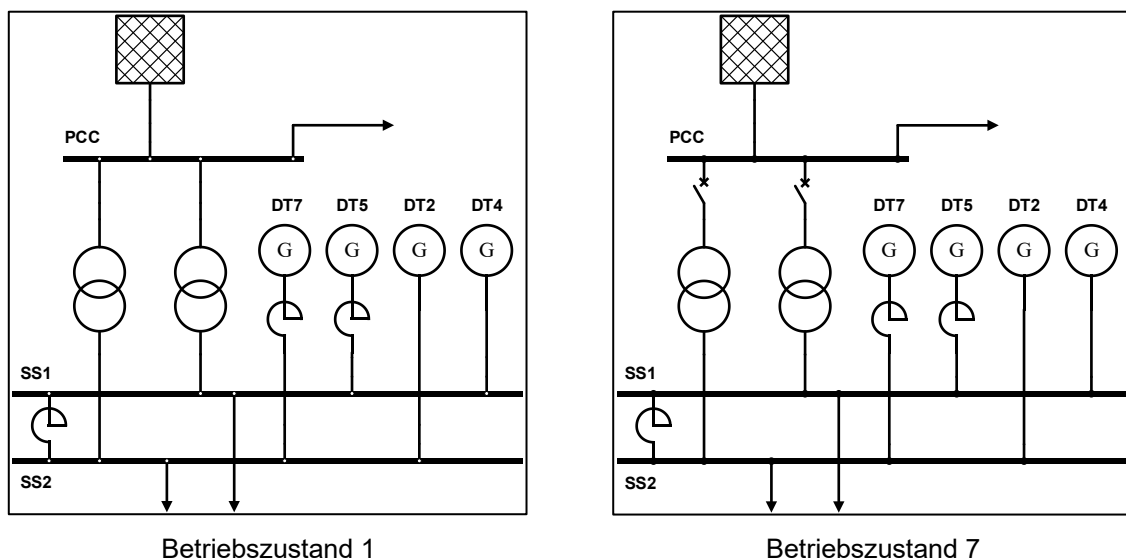 PCC
DT7 DT5 DT2 DT4
G G G G
SS1
SS2
Betriebszustand 1
PCC
DT7 DT5 DT2 DT4
G G G G
SS1
SS2
Betriebszustand 7